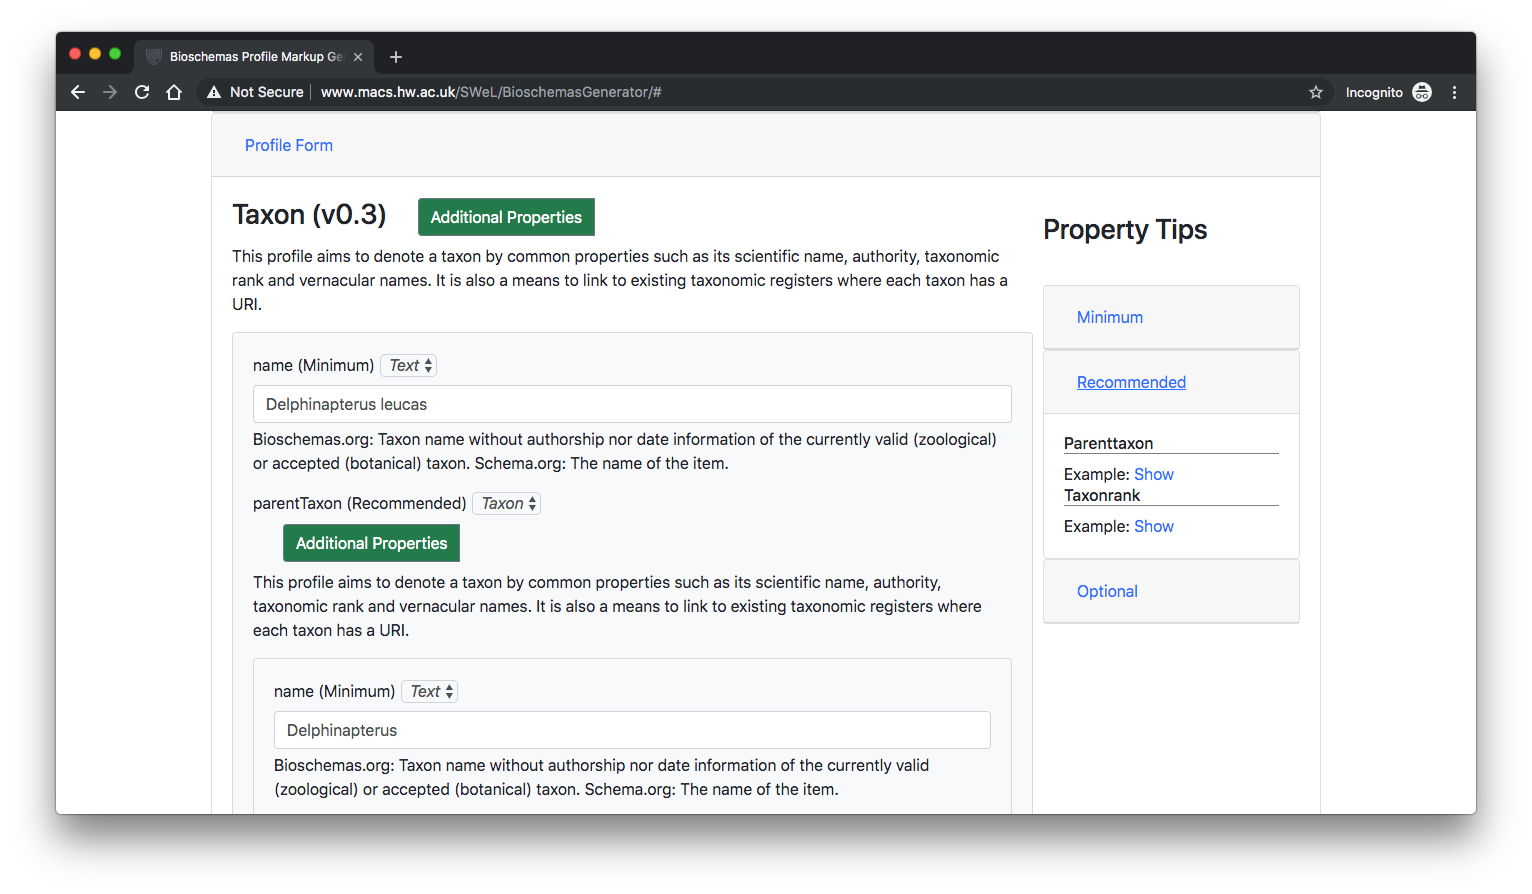 Bioschemas Profile Markup Ge
Not Secure www.macs.hw.ac.uk/SWeL/BioschemasGenerator/#
Incognito
Profile Form
Taxon (v0.3)
Additional Properties
This profile aims to denote a taxon by common properties such as its scientific name, authority, taxonomic
rank and vernacular names. It is also a means to link to existing taxonomic registers where each taxon has a
URI.
name (Minimum) Text
Delphinapterus leucas
Bioschemas.org: Taxon name without authorship nor date information of the currently valid (zoological)
or accepted (botanical) taxon. Schema.org: The name of the item.
parentTaxon (Recommended) Taxon
Additional Properties
This profile aims to denote a taxon by common properties such as its scientific name, authority,
taxonomic rank and vernacular names. It is also a means to link to existing taxonomic registers where
each taxon has a URI.
name (Minimum) Text
Delphinapterus
Bioschemas.org: Taxon name without authorship nor date information of the currently valid
(zoological) or accepted (botanical) taxon. Schema.org: The name of the item.
Property Tips
Minimum
Recommended
Parenttaxon
Example: Show
Taxonrank
Example: Show
Optional